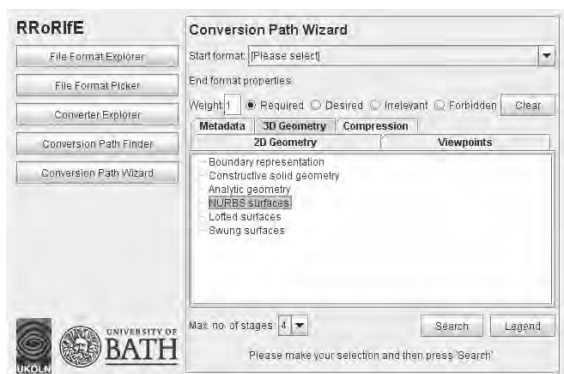 RRoRIfE
File Format Explorer
File Format Picker
Converter Explorer
Conversion Path Finder
Conversion Path Wizard
UKOLN
UNIVERSITY OF
BATH
Conversion Path Wizard
Start format: [Please select]
End format properties:
Weight: 1 Required Desired Irrelevant Forbidden Clear
Metadata 3D Geometry Compression
2D Geometry Viewpoints
Boundary representation
Constructive solid geometry
Analytic geometry
NURBS surfaces
Lofted surfaces
Swung surfaces
Max. no. of stages: 4 Search Legend
Please make your selection and then press 'Search'